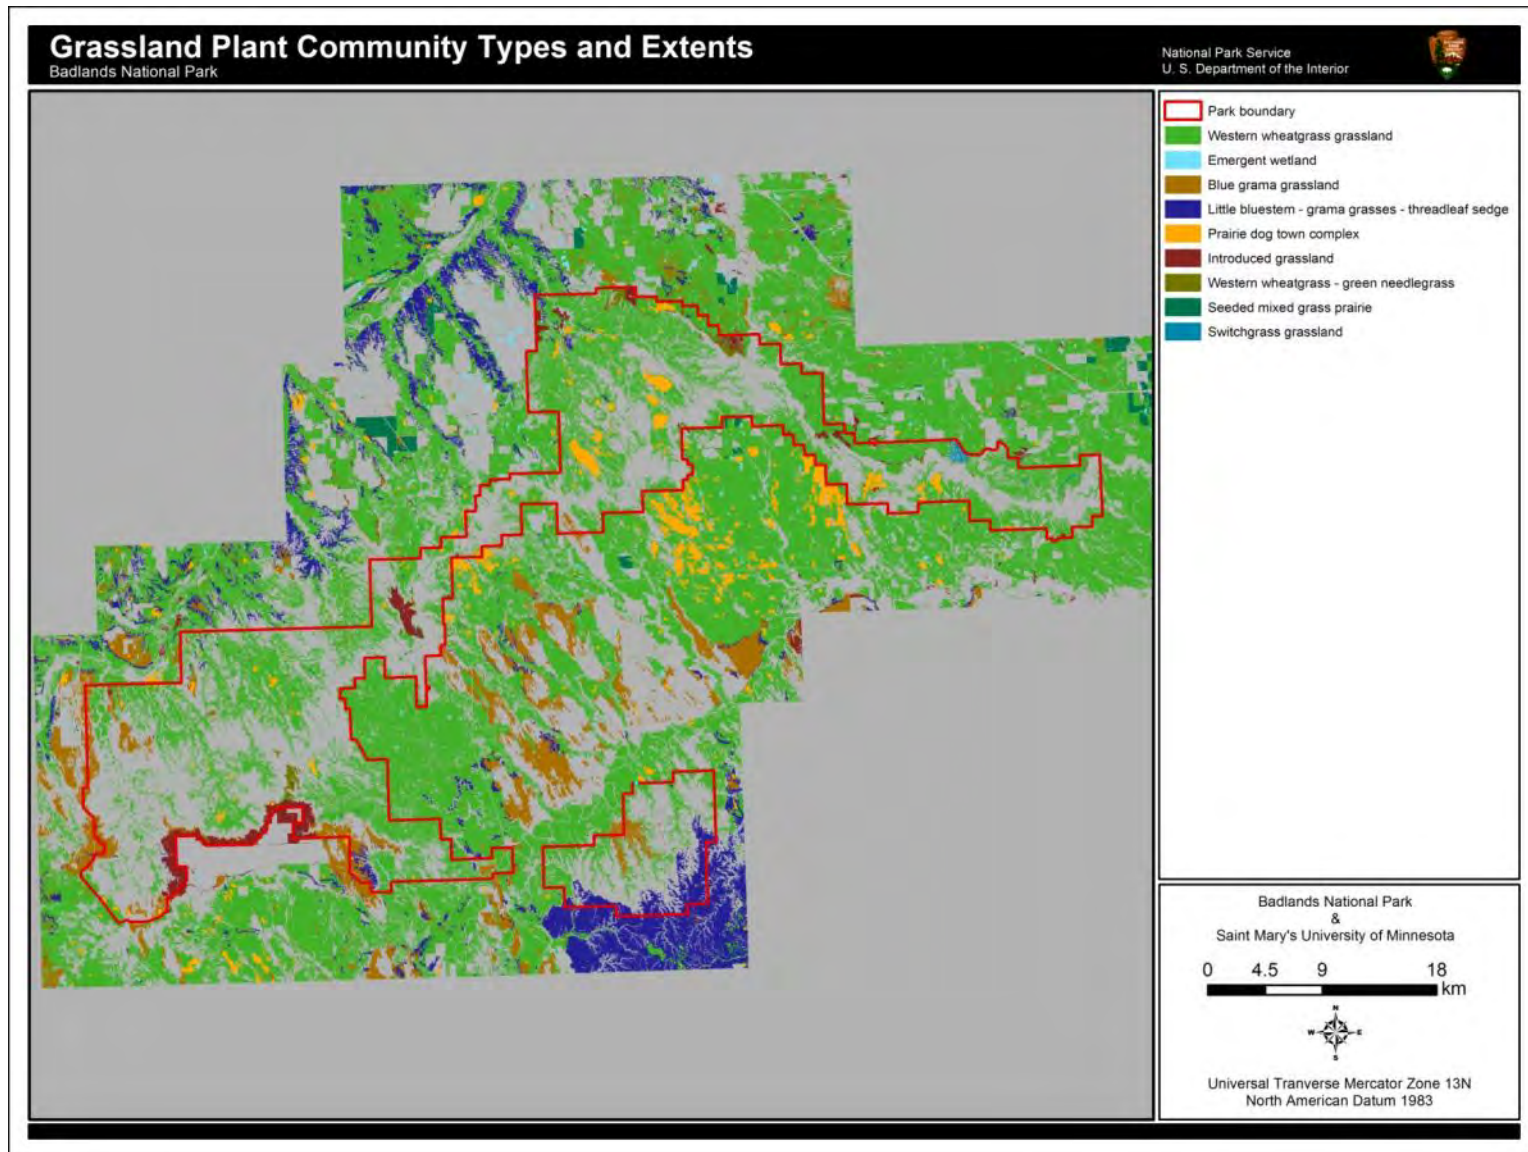 Grassland Plant Community Types and Extents
Badlands National Park
National Park Service
U. S. Department of the Interior
Park boundary
Western wheatgrass grassland
Emergent wetland
Blue grama grassland
Little bluestem - grama grasses - threadleaf sedge
Prairie dog town complex
Introduced grassland
Western wheatgrass - green needlegrass
Seeded mixed grass prairie
Switchgrass grassland
Badlands National Park
&
Saint Mary's University of Minnesota
0 4.5 9 18
km
N
W E
S
Universal Tranverse Mercator Zone 13N
North American Datum 1983